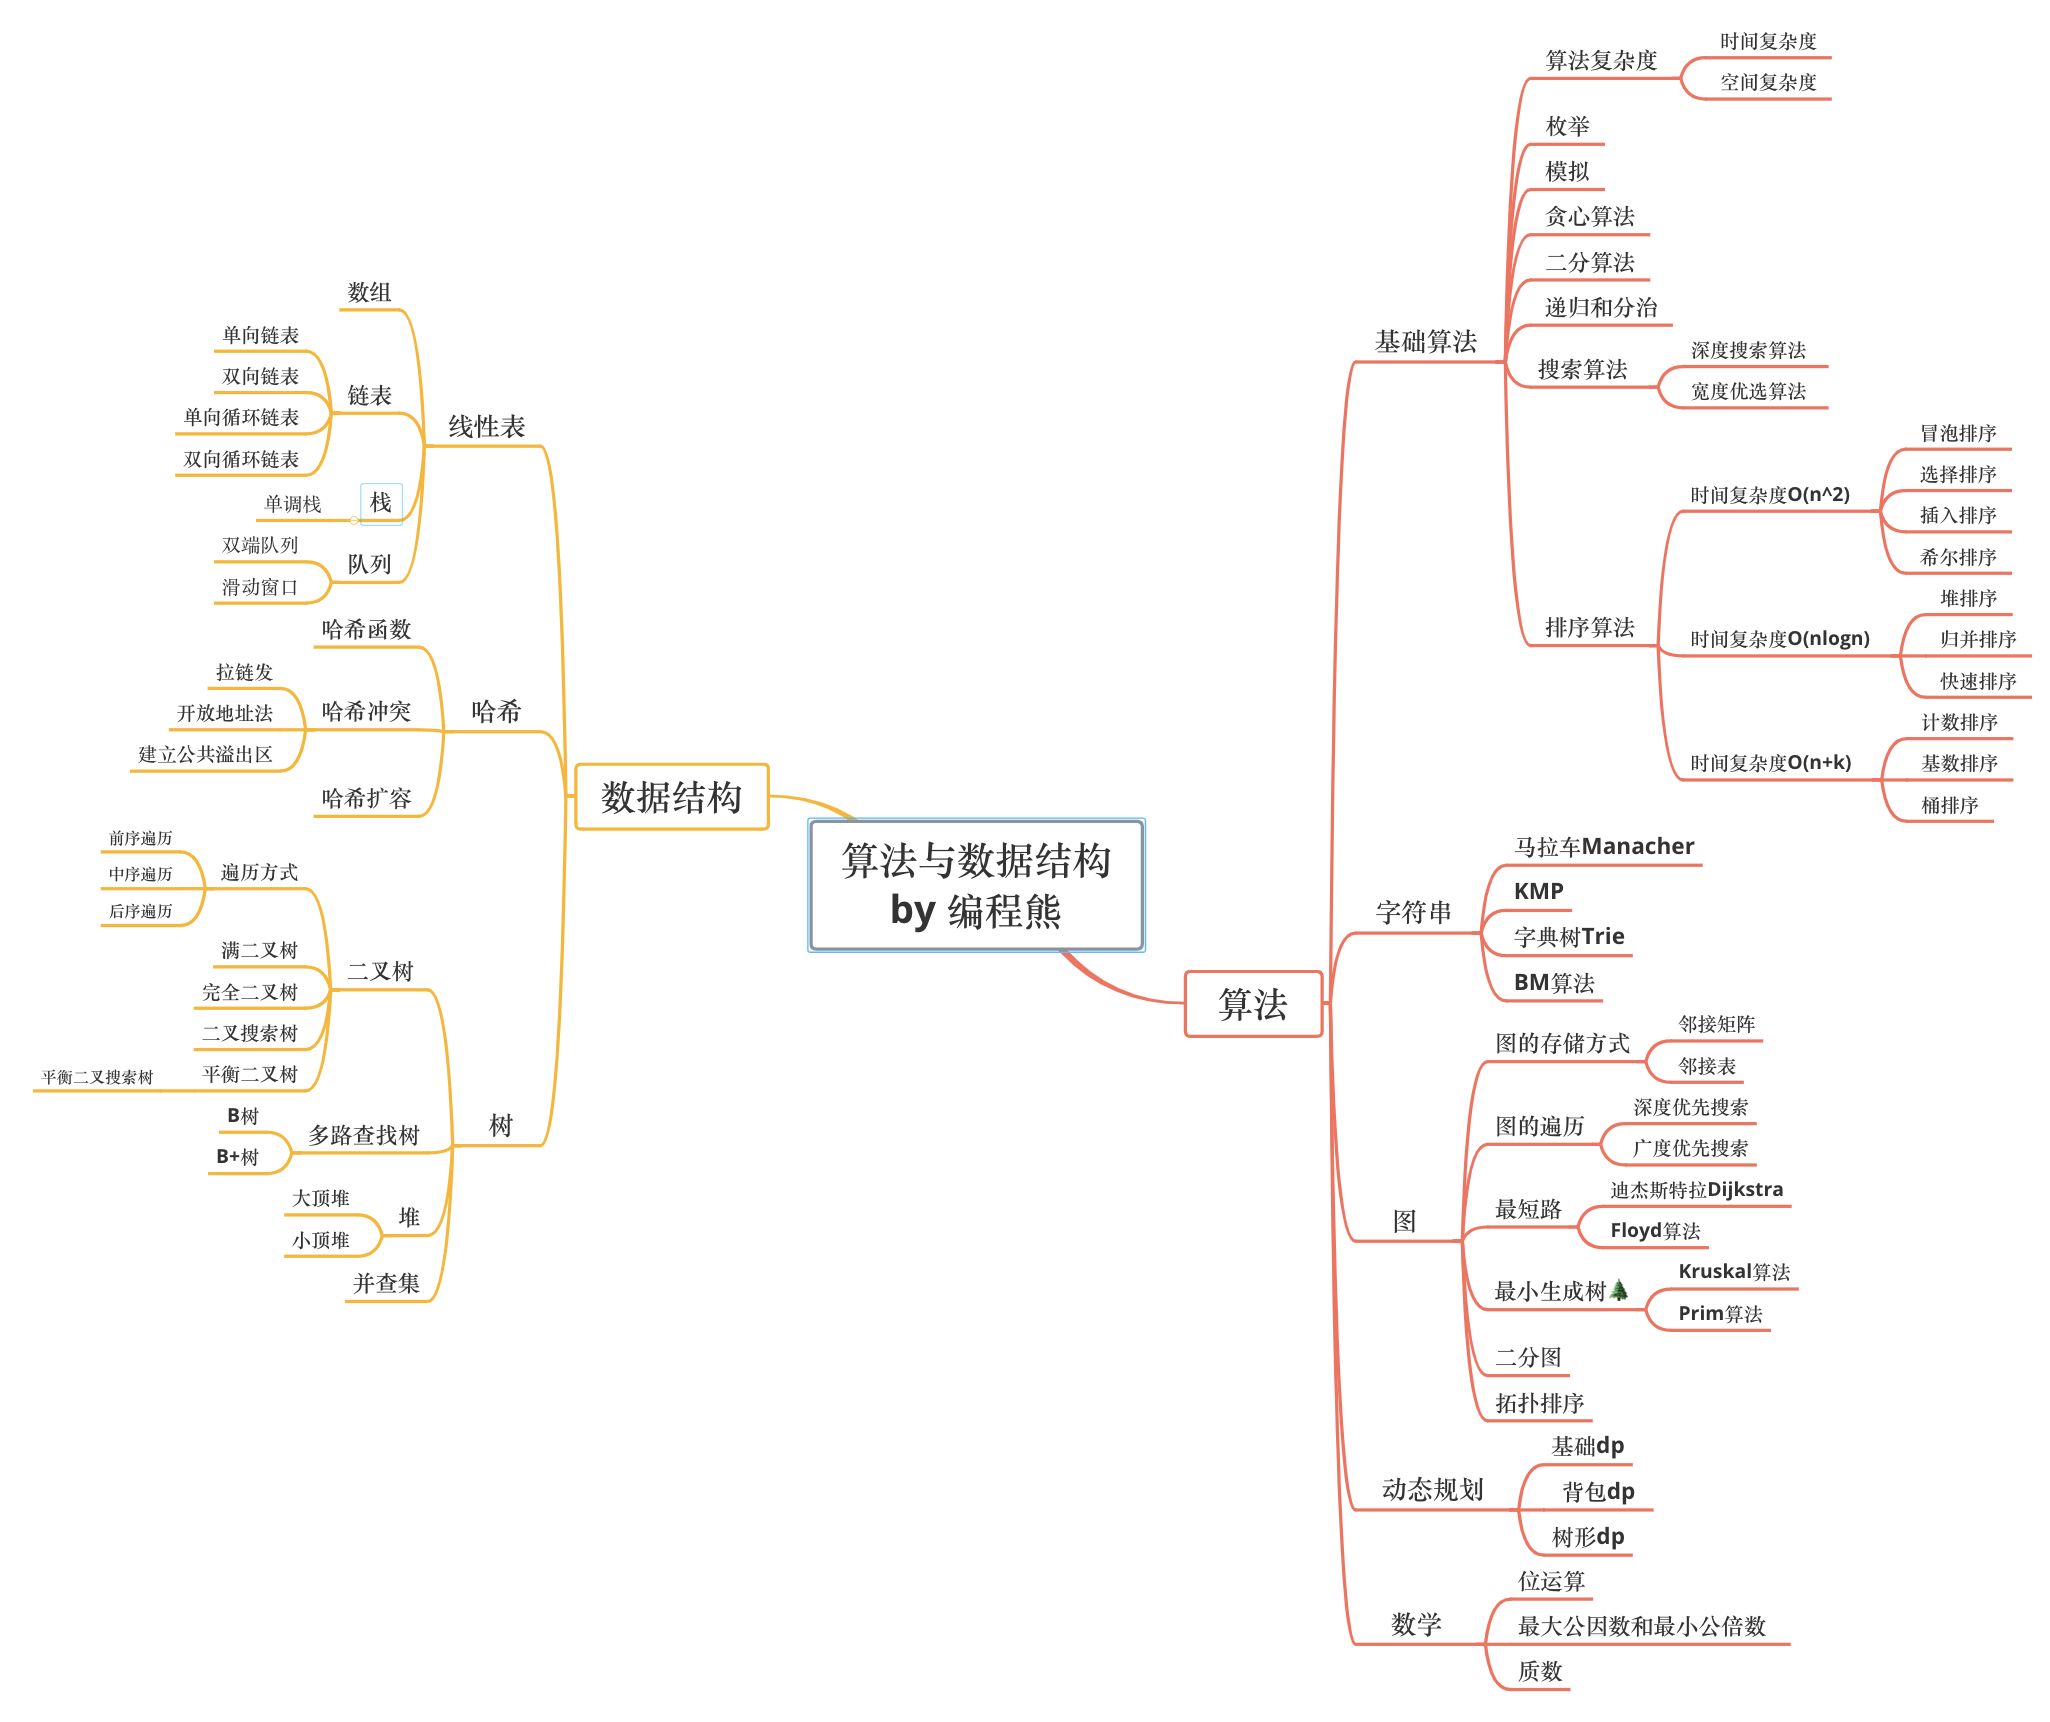 算法与数据结构
by 编程熊
数据结构
线性表
数组
链表
单向链表
双向链表
单向循环链表
双向循环链表
栈
单调栈
队列
双端队列
滑动窗口
哈希
哈希函数
哈希冲突
拉链发
开放地址法
建立公共溢出区
哈希扩容
树
二叉树
遍历方式
前序遍历
中序遍历
后序遍历
满二叉树
完全二叉树
二叉搜索树
平衡二叉树
平衡二叉搜索树
多路查找树
B树
B+树
堆
大顶堆
小顶堆
并查集
算法
基础算法
算法复杂度
时间复杂度
空间复杂度
枚举
模拟
贪心算法
二分算法
递归和分治
搜索算法
深度搜索算法
宽度优选算法
排序算法
时间复杂度O(n^2)
冒泡排序
选择排序
插入排序
希尔排序
时间复杂度O(nlogn)
堆排序
归并排序
快速排序
时间复杂度O(n+k)
计数排序
基数排序
桶排序
字符串
马拉车Manacher
KMP
字典树Trie
BM算法
图
图的存储方式
邻接矩阵
邻接表
图的遍历
深度优先搜索
广度优先搜索
最短路
迪杰斯特拉Dijkstra
Floyd算法
最小生成树🌲
Kruskal算法
Prim算法
二分图
拓扑排序
动态规划
基础dp
背包dp
树形dp
数学
位运算
最大公因数和最小公倍数
质数